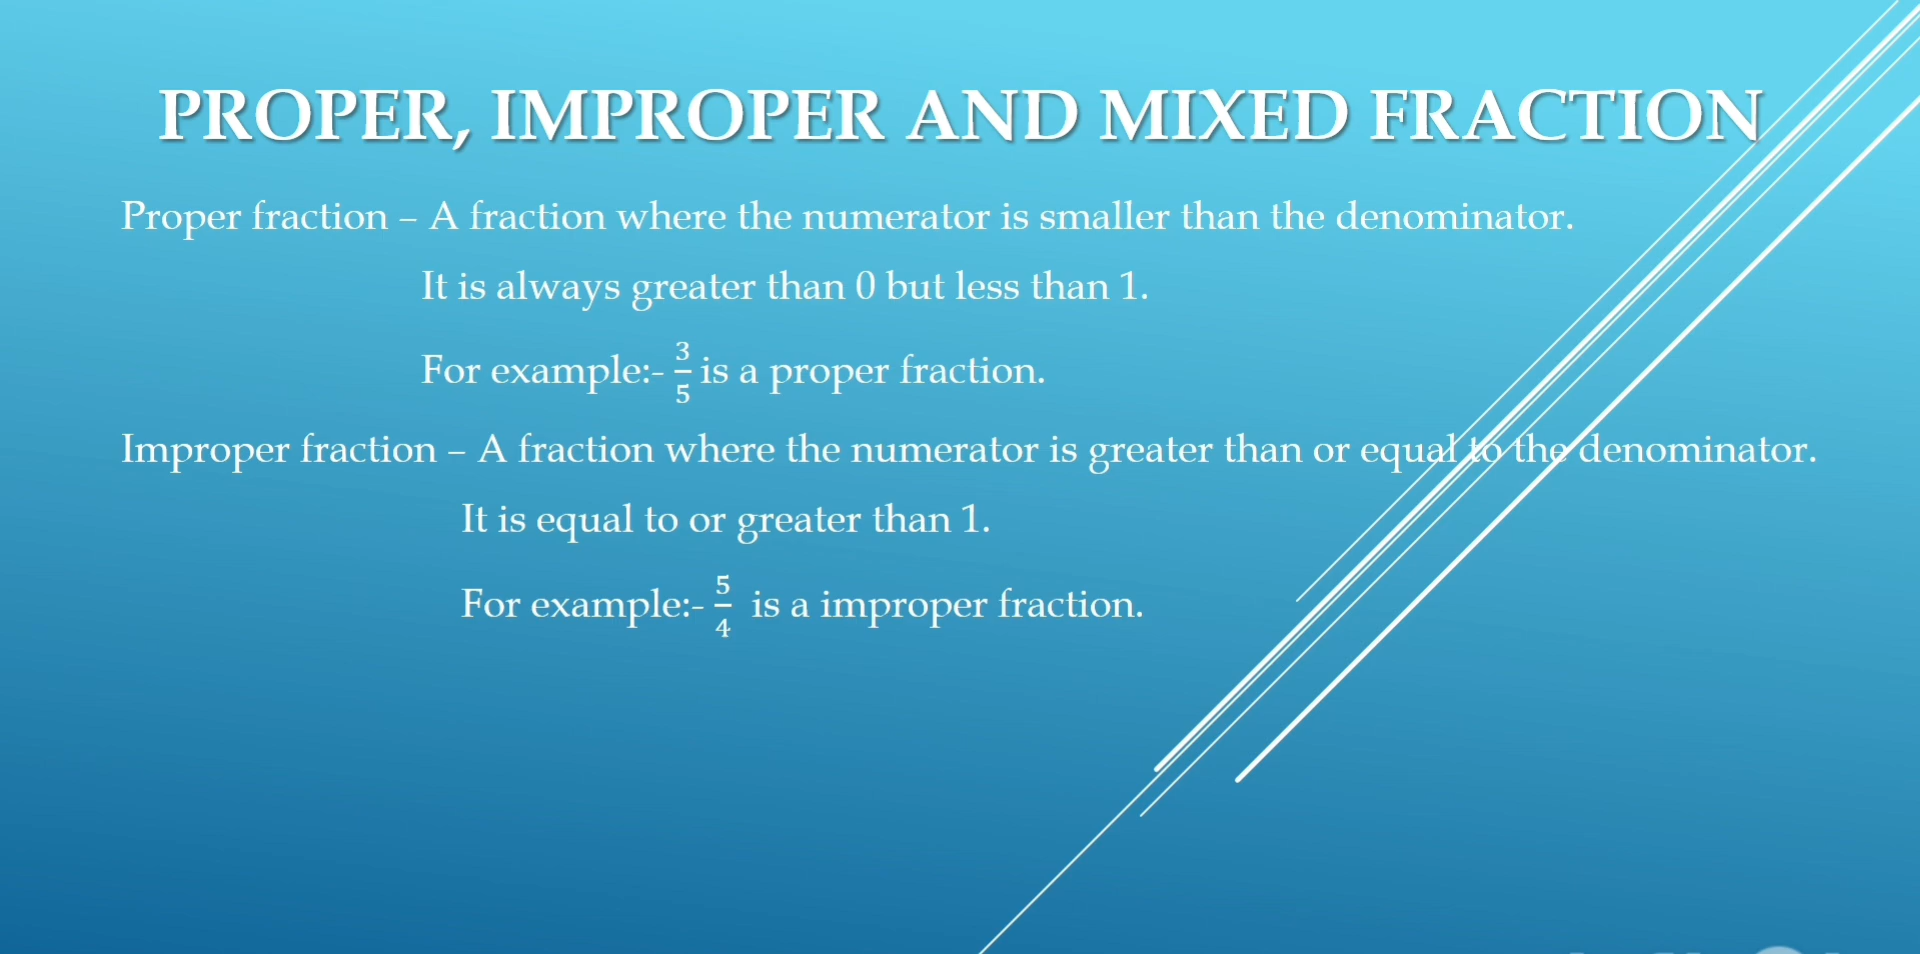 PROPER, IMPROPER AND MIXED FRACTION
Proper fraction – A fraction where the numerator is smaller than the denominator.
It is always greater than 0 but less than 1.
For example:- 3/5 is a proper fraction.
Improper fraction – A fraction where the numerator is greater than or equal to the denominator.
It is equal to or greater than 1.
For example:- 5/4 is a improper fraction.